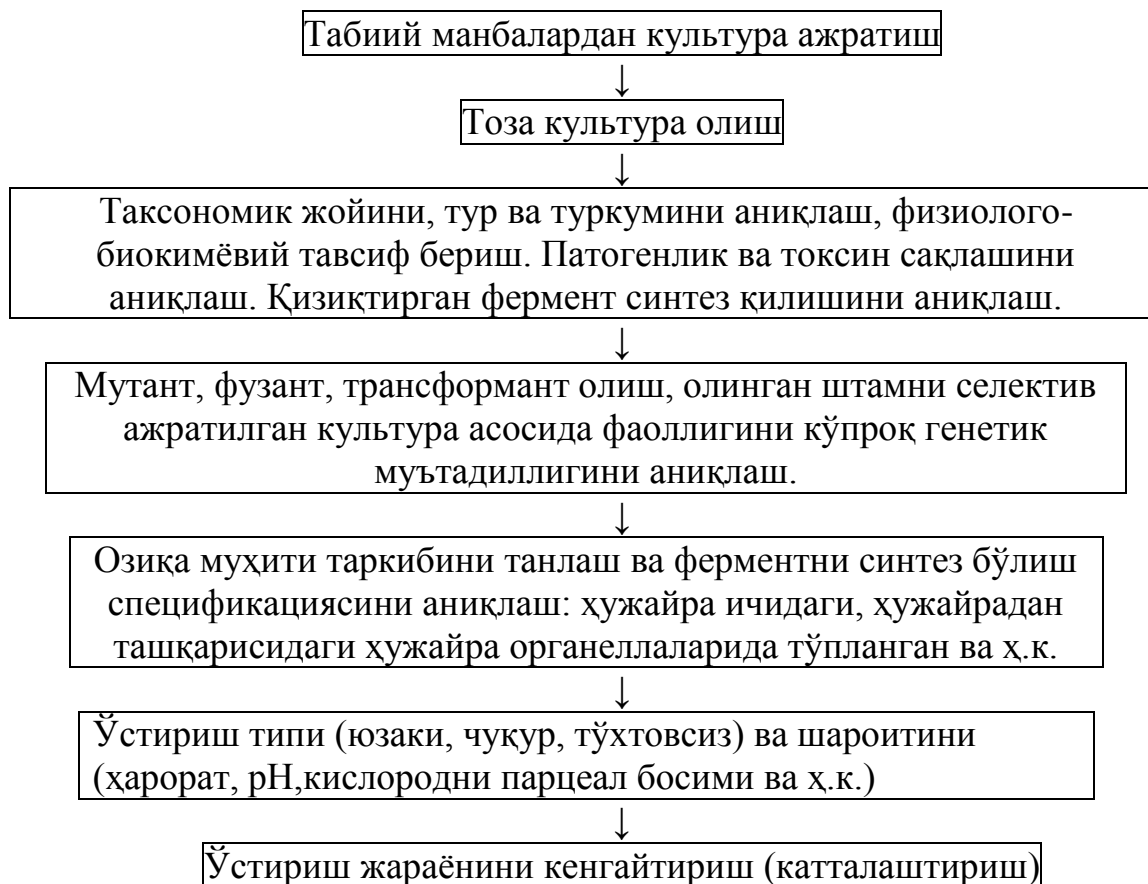 Табиий манбалардан культура ажратиш
↓
Тоза культура олиш
↓
Таксономик жойини, тур ва туркумини аниқлаш, физиолого-
биокимёвий тавсиф бериш. Патогенлик ва токсин сақлашини
аниқлаш. Қизиқтирган фермент синтез қилишини аниқлаш.
↓
Мутант, фузант, трансформант олиш, олинган штамни селектив
ажратилган культура асосида фаоллигини кўпроқ генетик
муътадиллигини аниқлаш.
↓
Озиқа муҳити таркибини танлаш ва ферментни синтез бўлиш
спецификациясини аниқлаш: ҳужайра ичидаги, ҳужайрадан
ташқарисидаги ҳужайра органеллаларида тўпланган ва ҳ.к.
↓
Ўстириш типи (юзаки, чуқур, тўхтовсиз) ва шароитини
(ҳарорат, рН,кислородни парцеал босими ва ҳ.к.)
↓
Ўстириш жараёнини кенгайтириш (катталаштириш)